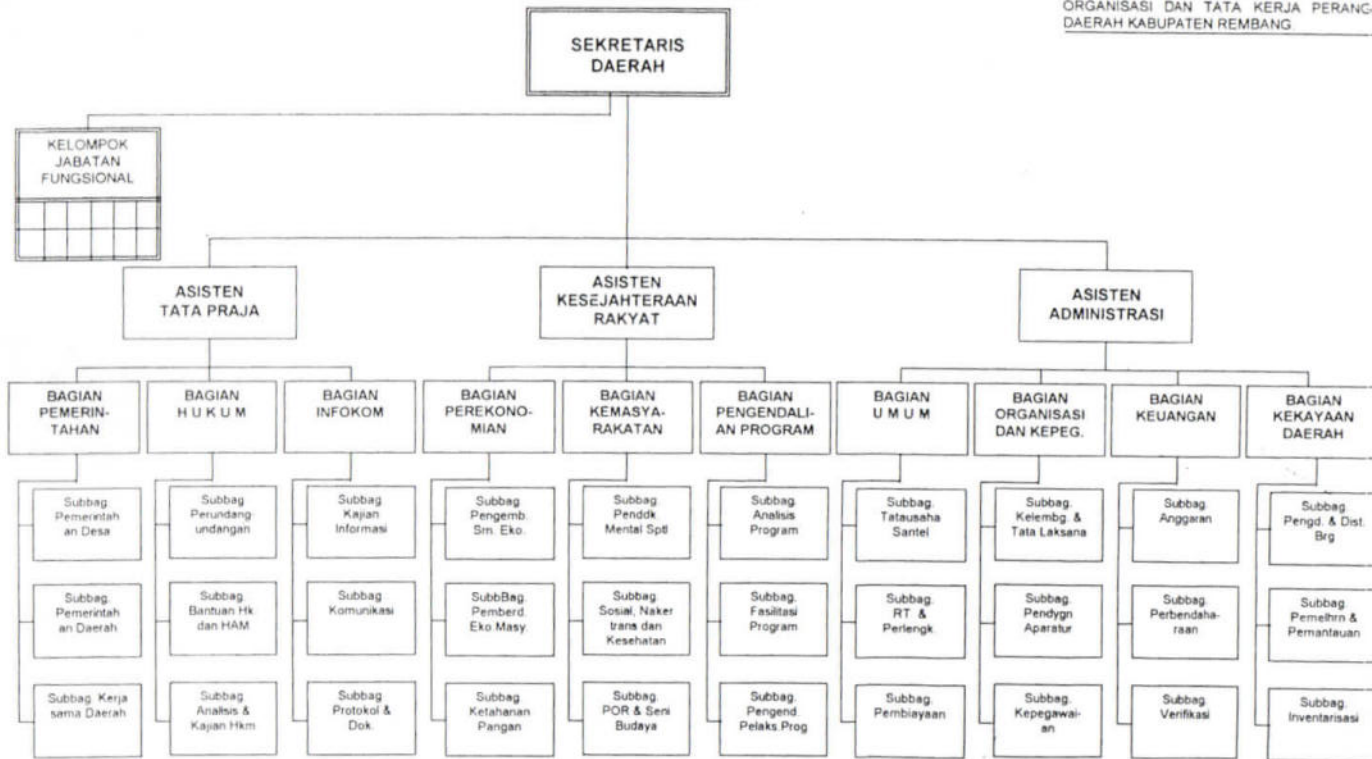 ORGANISASI DAN TATA KERJA PERANG-
DAERAH KABUPATEN REMBANG
SEKRETARIS
DAERAH
KELOMPOK
JABATAN
FUNGSIONAL
ASISTEN
TATA PRAJA
ASISTEN
KESEJAHTERAAN
RAKYAT
ASISTEN
ADMINISTRASI
BAGIAN
PEMERIN-
TAHAN
BAGIAN
H U K U M
BAGIAN
INFOKOM
BAGIAN
PEREKONO-
MIAN
BAGIAN
KEMASYA-
RAKATAN
BAGIAN
PENGENDALI-
AN PROGRAM
BAGIAN
U M U M
BAGIAN
ORGANISASI
DAN KEPEG.
BAGIAN
KEUANGAN
BAGIAN
KEKAYAAN
DAERAH
Subbag.
Pemerintah
an Desa
Subbag
Perundang-
undangan
Subbag
Kajian
Informasi
Subbag
Pengemb.
Srn. Eko.
Subbag
Penddk
Mental Sptl
Subbag.
Analisis
Program
Subbag.
Tatausaha
Santel
Subbag.
Kelembg. &
Tata Laksana
Subbag.
Anggaran
Subbag.
Pengd. & Dist.
Brg
Subbag.
Pemerintah
an Daerah
Subbag.
Bantuan Hk
dan HAM
Subbag
Komunikasi
SubbBag.
Pemberd.
Eko Masy.
Subbag.
Sosial, Naker
trans dan
Kesehatan
Subbag.
Fasilitasi
Program
Subbag.
RT &
Perlengk
Subbag.
Pendygn
Aparatur
Subbag.
Perbendaha-
raan
Subbag.
Pemelhrn &
Pemantauan
Subbag. Kerja
sama Daerah
Subbag
Analisis &
Kajian Hkm
Subbag
Protokol &
Dok.
Subbag.
Ketahanan
Pangan
Subbag.
POR & Seni
Budaya
Subbag.
Pengend.
Pelaks.Prog
Subbag.
Pembiayaan
Subbag.
Kepegawai-
an
Subbag.
Verifikasi
Subbag.
Inventarisasi